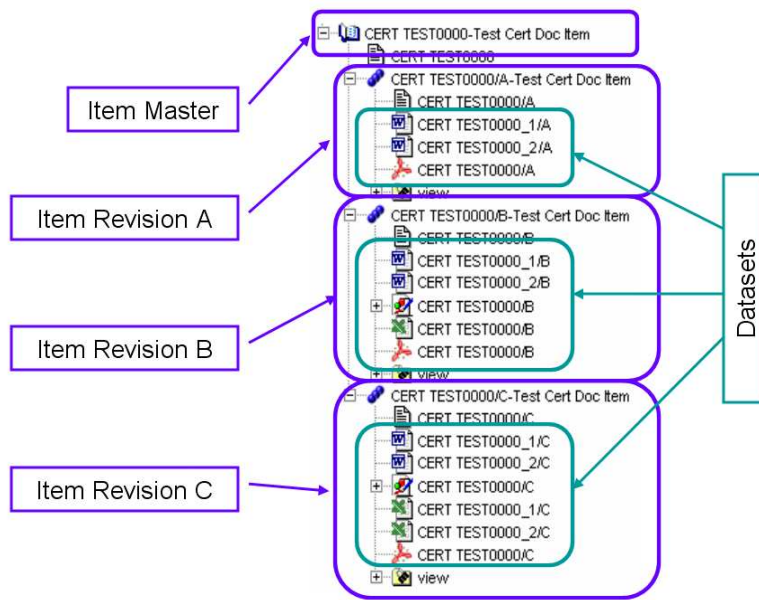 CERT TEST0000-Test Cert Doc Item
CERT TEST0000
Item Master
CERT TEST0000/A-Test Cert Doc Item
CERT TEST0000/A
CERT TEST0000_1/A
CERT TEST0000_2/A
CERT TEST0000/A
view
Item Revision A
CERT TEST0000/B-Test Cert Doc Item
CERT TEST0000/B
CERT TEST0000_1/B
CERT TEST0000_2/B
CERT TEST0000/B
CERT TEST0000/B
CERT TEST0000/B
view
Item Revision B
CERT TEST0000/C-Test Cert Doc Item
CERT TEST0000/C
CERT TEST0000_1/C
CERT TEST0000_2/C
CERT TEST0000/C
CERT TEST0000_1/C
CERT TEST0000_2/C
CERT TEST0000/C
view
Item Revision C
Datasets